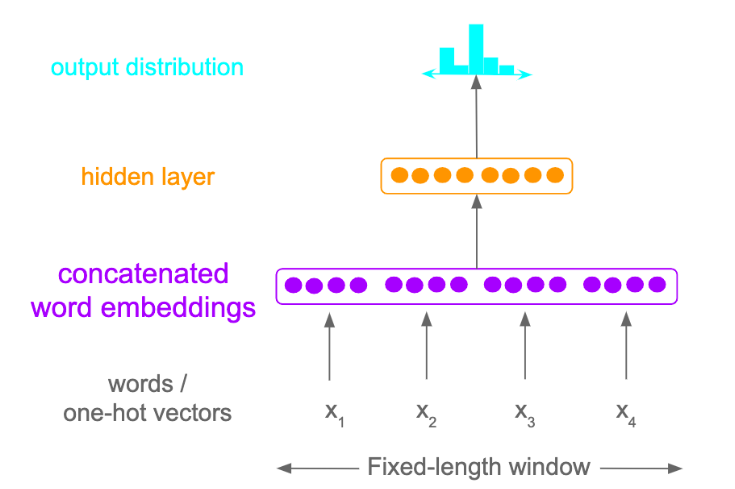 output distribution
hidden layer
concatenated
word embeddings
words /
one-hot vectors
x1 x2 x3 x4
Fixed-length window